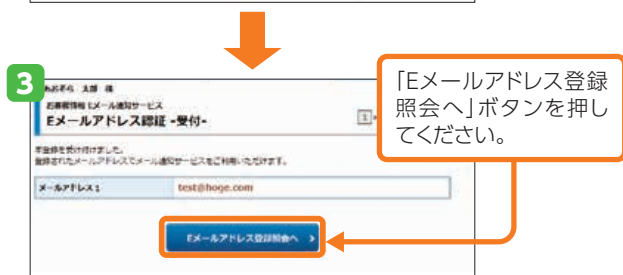 3
あおぞら 太郎 様
お客様情報 Eメール通知サービス
Eメールアドレス認証 -受付-
1
「Eメールアドレス登録
照会へ」ボタンを押し
てください。
本登録を受け付けました。
登録されたメールアドレスでメール通知サービスをご利用いただけます。
メールアドレス1
test@hoge.com
Eメールアドレス登録照会へ